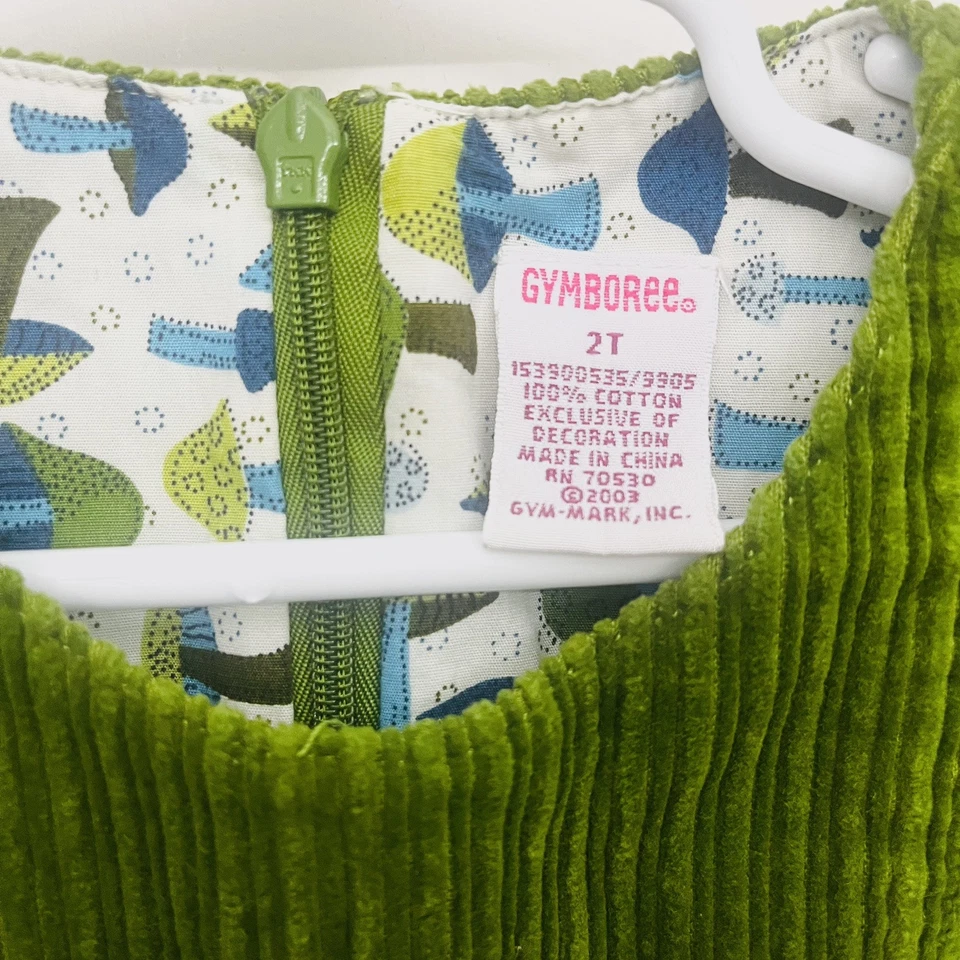 GYMBOREE
2T
153900535/9905
100% COTTON
EXCLUSIVE OF
DECORATION
MADE IN CHINA
RN 70530
©2003
GYM-MARK, INC.